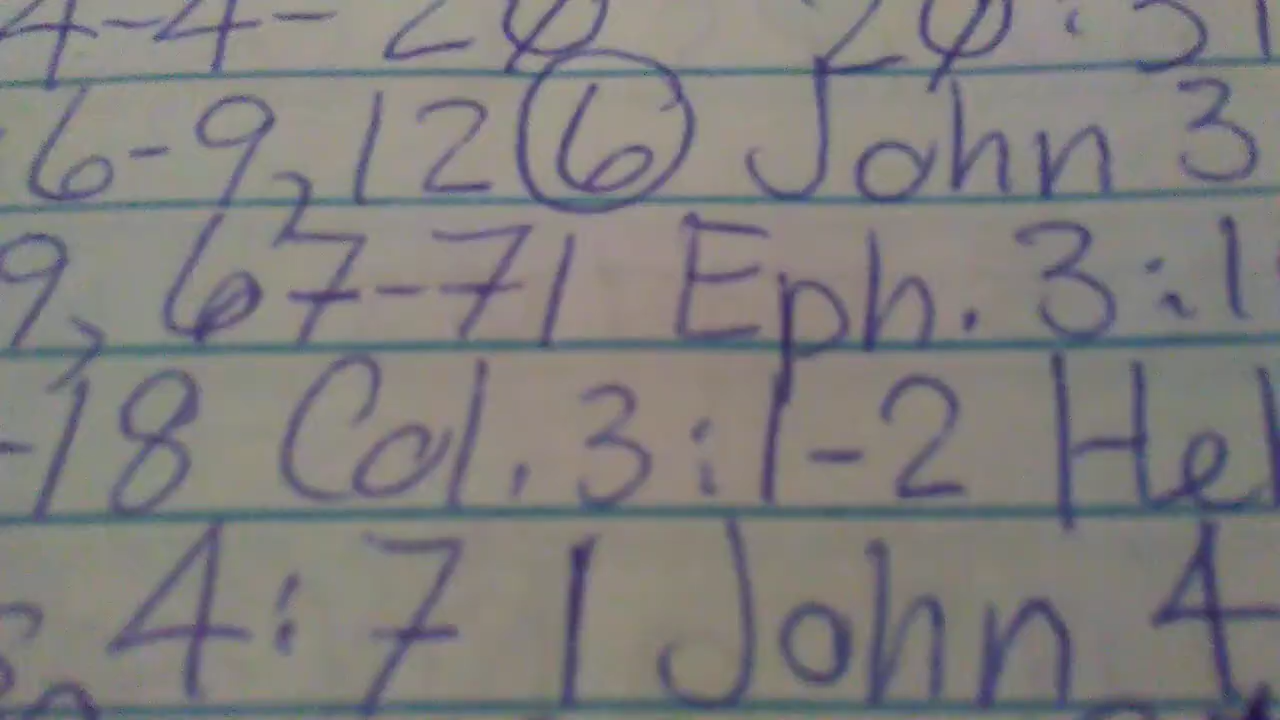 4-4-20 20:31
6-9,12 6 John 3
9, 67-71 Eph. 3:1
-18 Col. 3:1-2 He
4:7 1 John 4